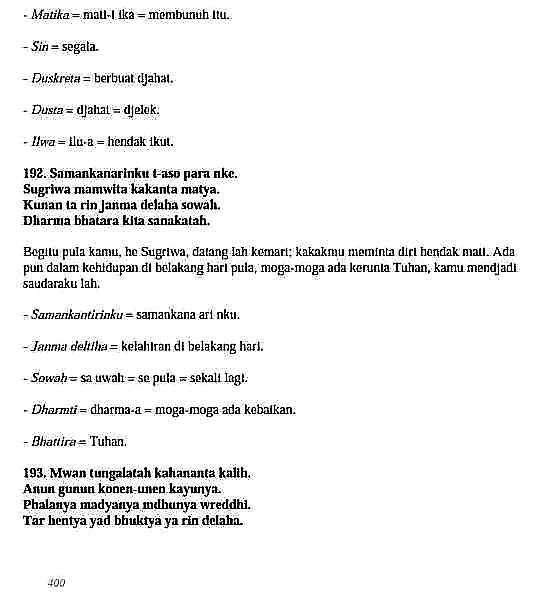 - Matika = mati-i ika = membunuh itu.
- Sin = segala.
- Duskreta = berbuat djahat.
- Dusta = djahat = djelek.
- Ilwa = ilu-a = hendak ikut.
192. Samankanarinku t-aso para nke.
Sugriwa mamwita kakanta matya.
Kunan ta rin janma delaha sowah.
Dharma bhatara kita sanakatah.
Begitu pula kamu, he Sugriwa, datang lah kemari; kakakmu meminta diri hendak mati. Ada
pun dalam kehidupan di belakang hari pula, moga-moga ada kerunia Tuhan, kamu mendjadi
saudaraku lah.
- Samankantirinku = samankana ari nku.
- Janma deltiha = kelahiran di belakang hari.
- Sowah = sa uwah = se pula = sekali lagi.
- Dharmti = dharma-a = moga-moga ada kebaikan.
- Bhattira = Tuhan.
193. Mwan tungalatah kahananta kalih.
Anun gunun konen-unen kayunya.
Phalanya madyanya mdhunya wreddhi.
Tar hentya yad bhuktya ya rin delaha.
400